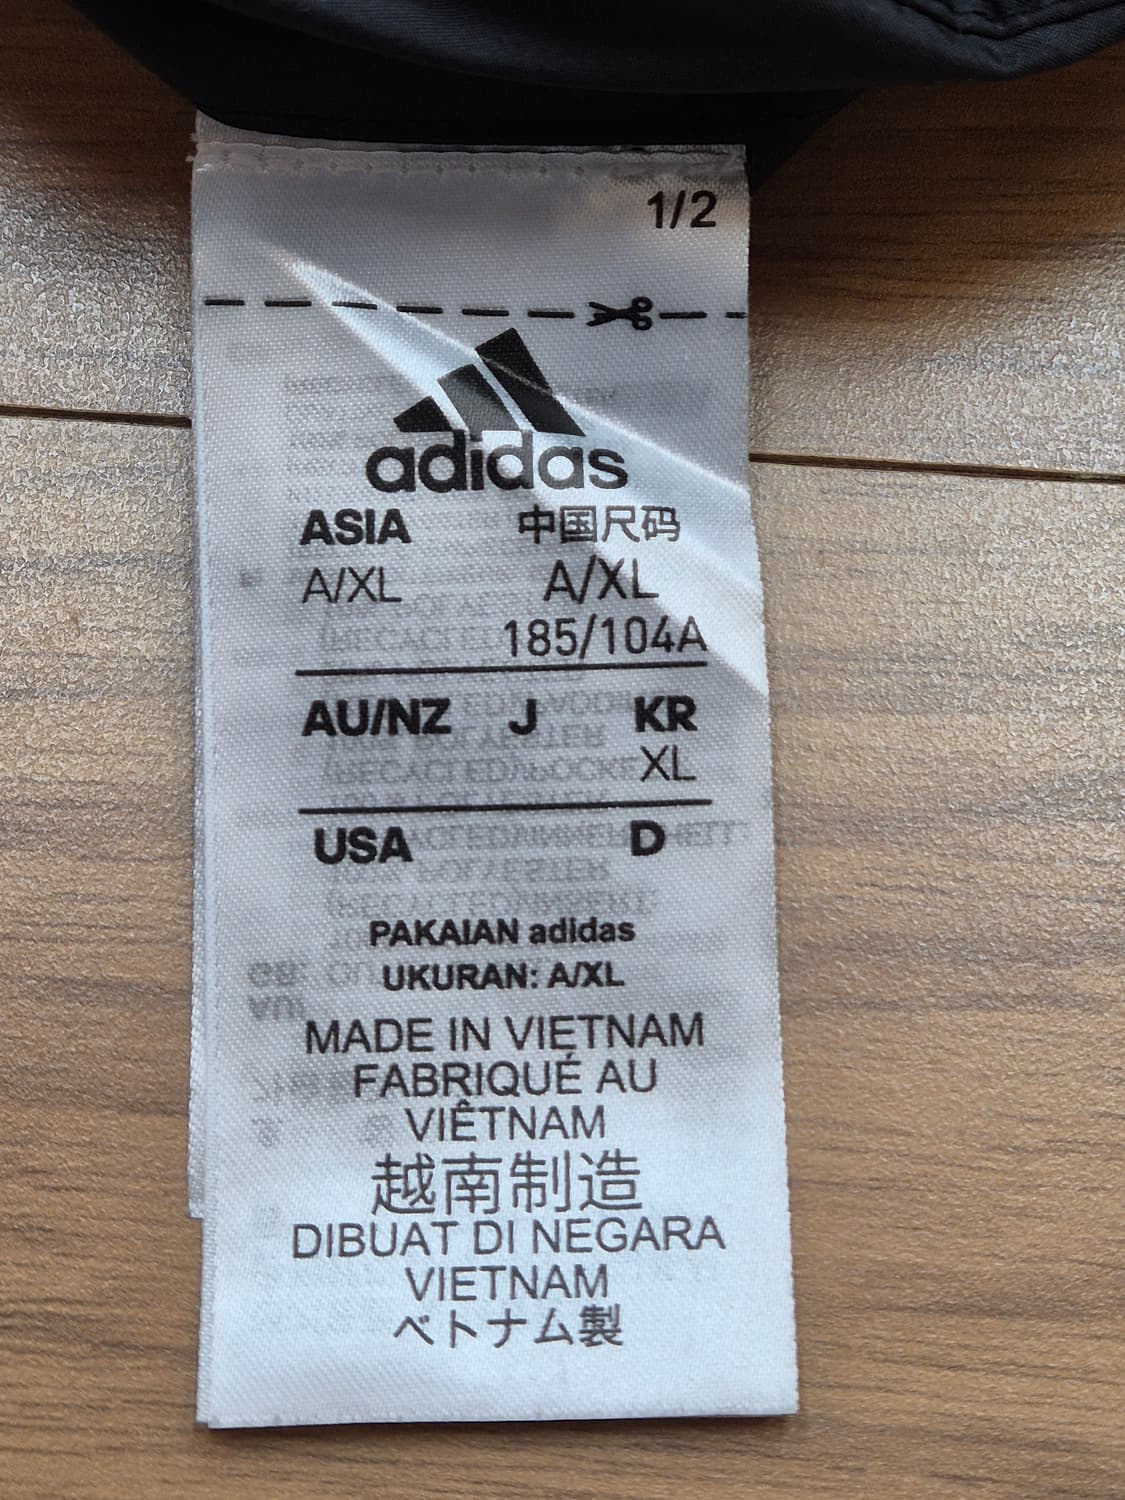 1/2
adidas
ASIA 中国尺码
A/XL A/XL
185/104A
AU/NZ J KR
XL
USA D
PAKAIAN adidas
UKURAN: A/XL
MADE IN VIETNAM
FABRIQUÉ AU
VIÊTNAM
越南制造
DIBUAT DI NEGARA
VIETNAM
ベトナム製